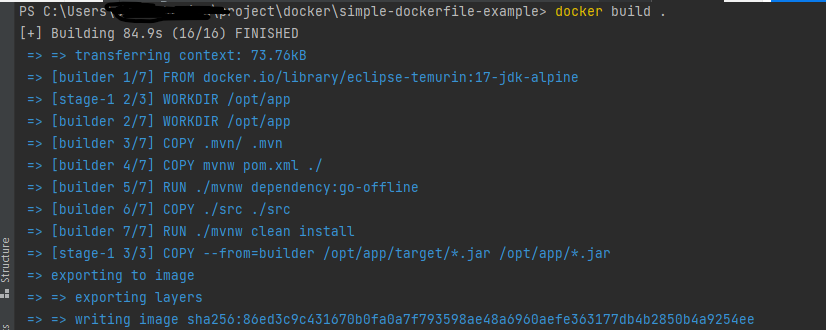 PS C:\Users\ \project\docker\simple-dockerfile-example> docker build .
[+] Building 84.9s (16/16) FINISHED
=> => transferring context: 73.76kB
=> [builder 1/7] FROM docker.io/library/eclipse-temurin:17-jdk-alpine
=> [stage-1 2/3] WORKDIR /opt/app
=> [builder 2/7] WORKDIR /opt/app
=> [builder 3/7] COPY .mvn/ .mvn
=> [builder 4/7] COPY mvnw pom.xml ./
=> [builder 5/7] RUN ./mvnw dependency:go-offline
=> [builder 6/7] COPY ./src ./src
=> [builder 7/7] RUN ./mvnw clean install
=> [stage-1 3/3] COPY --from=builder /opt/app/target/*.jar /opt/app/*.jar
=> exporting to image
=> => exporting layers
=> => writing image sha256:86ed3c9c431670b0fa0a7f793598ae48a6960aefe363177db4b2850b4a9254ee
Structure